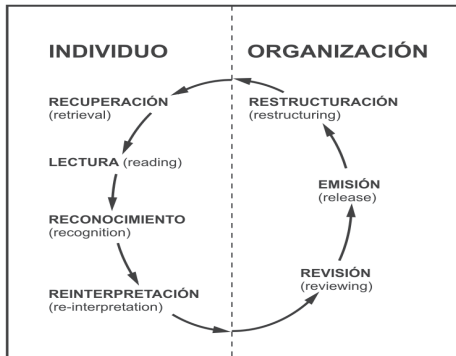 INDIVIDUO
ORGANIZACIÓN
RECUPERACIÓN
(retrieval)
LECTURA (reading)
RECONOCIMIENTO
(recognition)
REINTERPRETACIÓN
(re-interpretation)
RESTRUCTURACIÓN
(restructuring)
EMISIÓN
(release)
REVISIÓN
(reviewing)